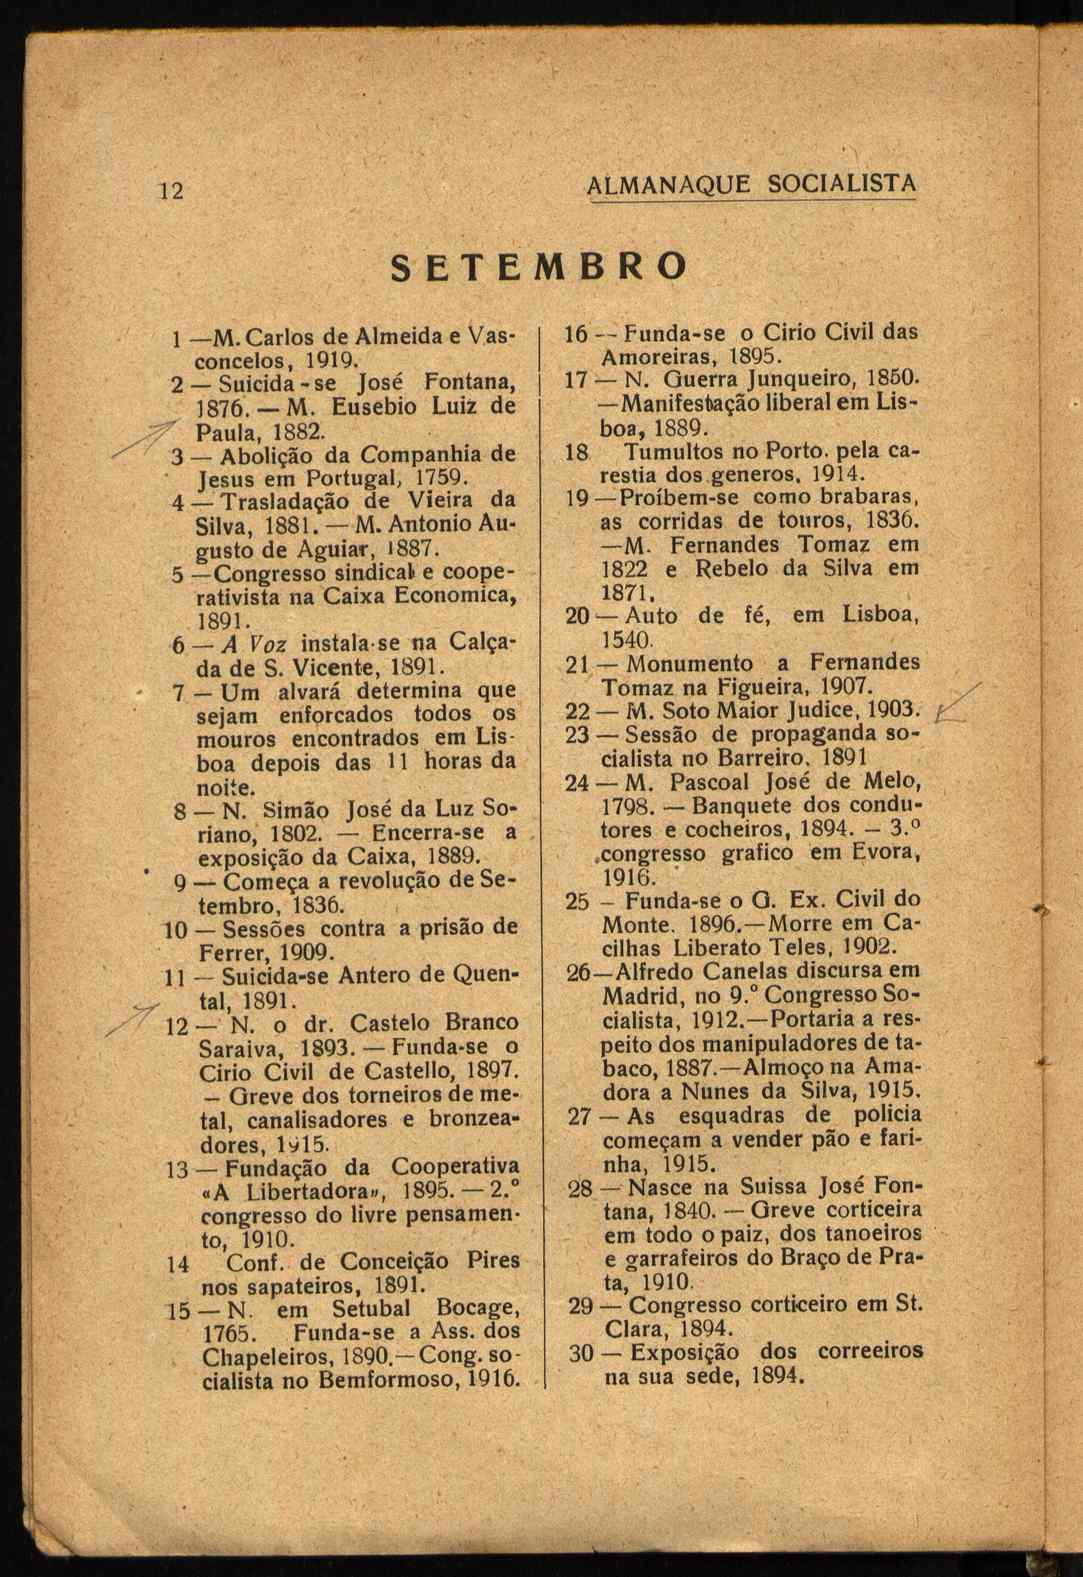 12
ALMANAQUE SOCIALISTA
SETEMBRO
1 —M. Carlos de Almeida e Vas-
concelos, 1919.
2 — Suicida-se José Fontana,
1876. — M. Eusebio Luiz de
Paula, 1882.
3 — Abolição da Companhia de
Jesus em Portugal, 1759.
4 — Trasladação de Vieira da
Silva, 1881. — M. Antonio Au-
gusto de Aguiar, 1887.
5 —Congresso sindical e coope-
rativista na Caixa Economica,
1891.
6 — A Voz instala-se na Calça-
da de S. Vicente, 1891.
7 — Um alvará determina que
sejam enforcados todos os
mouros encontrados em Lis-
boa depois das 11 horas da
noite.
8 — N. Simão José da Luz So-
riano, 1802. — Encerra-se a
exposição da Caixa, 1889.
9 — Começa a revolução de Se-
tembro, 1836.
10 — Sessões contra a prisão de
Ferrer, 1909.
11 — Suicida-se Antero de Quen-
tal, 1891.
12 — N. o dr. Castelo Branco
Saraiva, 1893. — Funda-se o
Cirio Civil de Castello, 1897.
— Greve dos torneiros de me-
tal, canalisadores e bronzea-
dores, 1915.
13 — Fundação da Cooperativa
«A Libertadora», 1895. — 2.º
congresso do livre pensamen-
to, 1910.
14 Conf. de Conceição Pires
nos sapateiros, 1891.
15 — N. em Setubal Bocage,
1765. Funda-se a Ass. dos
Chapeleiros, 1890.—Cong. so-
cialista no Bemformoso, 1916.
16 — Funda-se o Cirio Civil das
Amoreiras, 1895.
17 — N. Guerra Junqueiro, 1850.
—Manifestação liberal em Lis-
boa, 1889.
18 Tumultos no Porto. pela ca-
restia dos generos, 1914.
19 —Proíbem-se como brabaras,
as corridas de touros, 1836.
—M. Fernandes Tomaz em
1822 e Rebelo da Silva em
1871.
20 — Auto de fé, em Lisboa,
1540.
21 — Monumento a Fernandes
Tomaz na Figueira, 1907.
22 — M. Soto Maior Judice, 1903.
23 — Sessão de propaganda so-
cialista no Barreiro. 1891
24 — M. Pascoal José de Melo,
1798. — Banquete dos condu-
tores e cocheiros, 1894. — 3.º
congresso grafico em Evora,
1916.
25 — Funda-se o G. Ex. Civil do
Monte. 1896.—Morre em Ca-
cilhas Liberato Teles, 1902.
26—Alfredo Canelas discursa em
Madrid, no 9.º Congresso So-
cialista, 1912.—Portaria a res-
peito dos manipuladores de ta-
baco, 1887.—Almoço na Ama-
dora a Nunes da Silva, 1915.
27 — As esquadras de policia
começam a vender pão e fari-
nha, 1915.
28 — Nasce na Suissa José Fon-
tana, 1840. — Greve corticeira
em todo o paiz, dos tanoeiros
e garrafeiros do Braço de Pra-
ta, 1910.
29 — Congresso corticeiro em St.
Clara, 1894.
30 — Exposição dos correeiros
na sua sede, 1894.